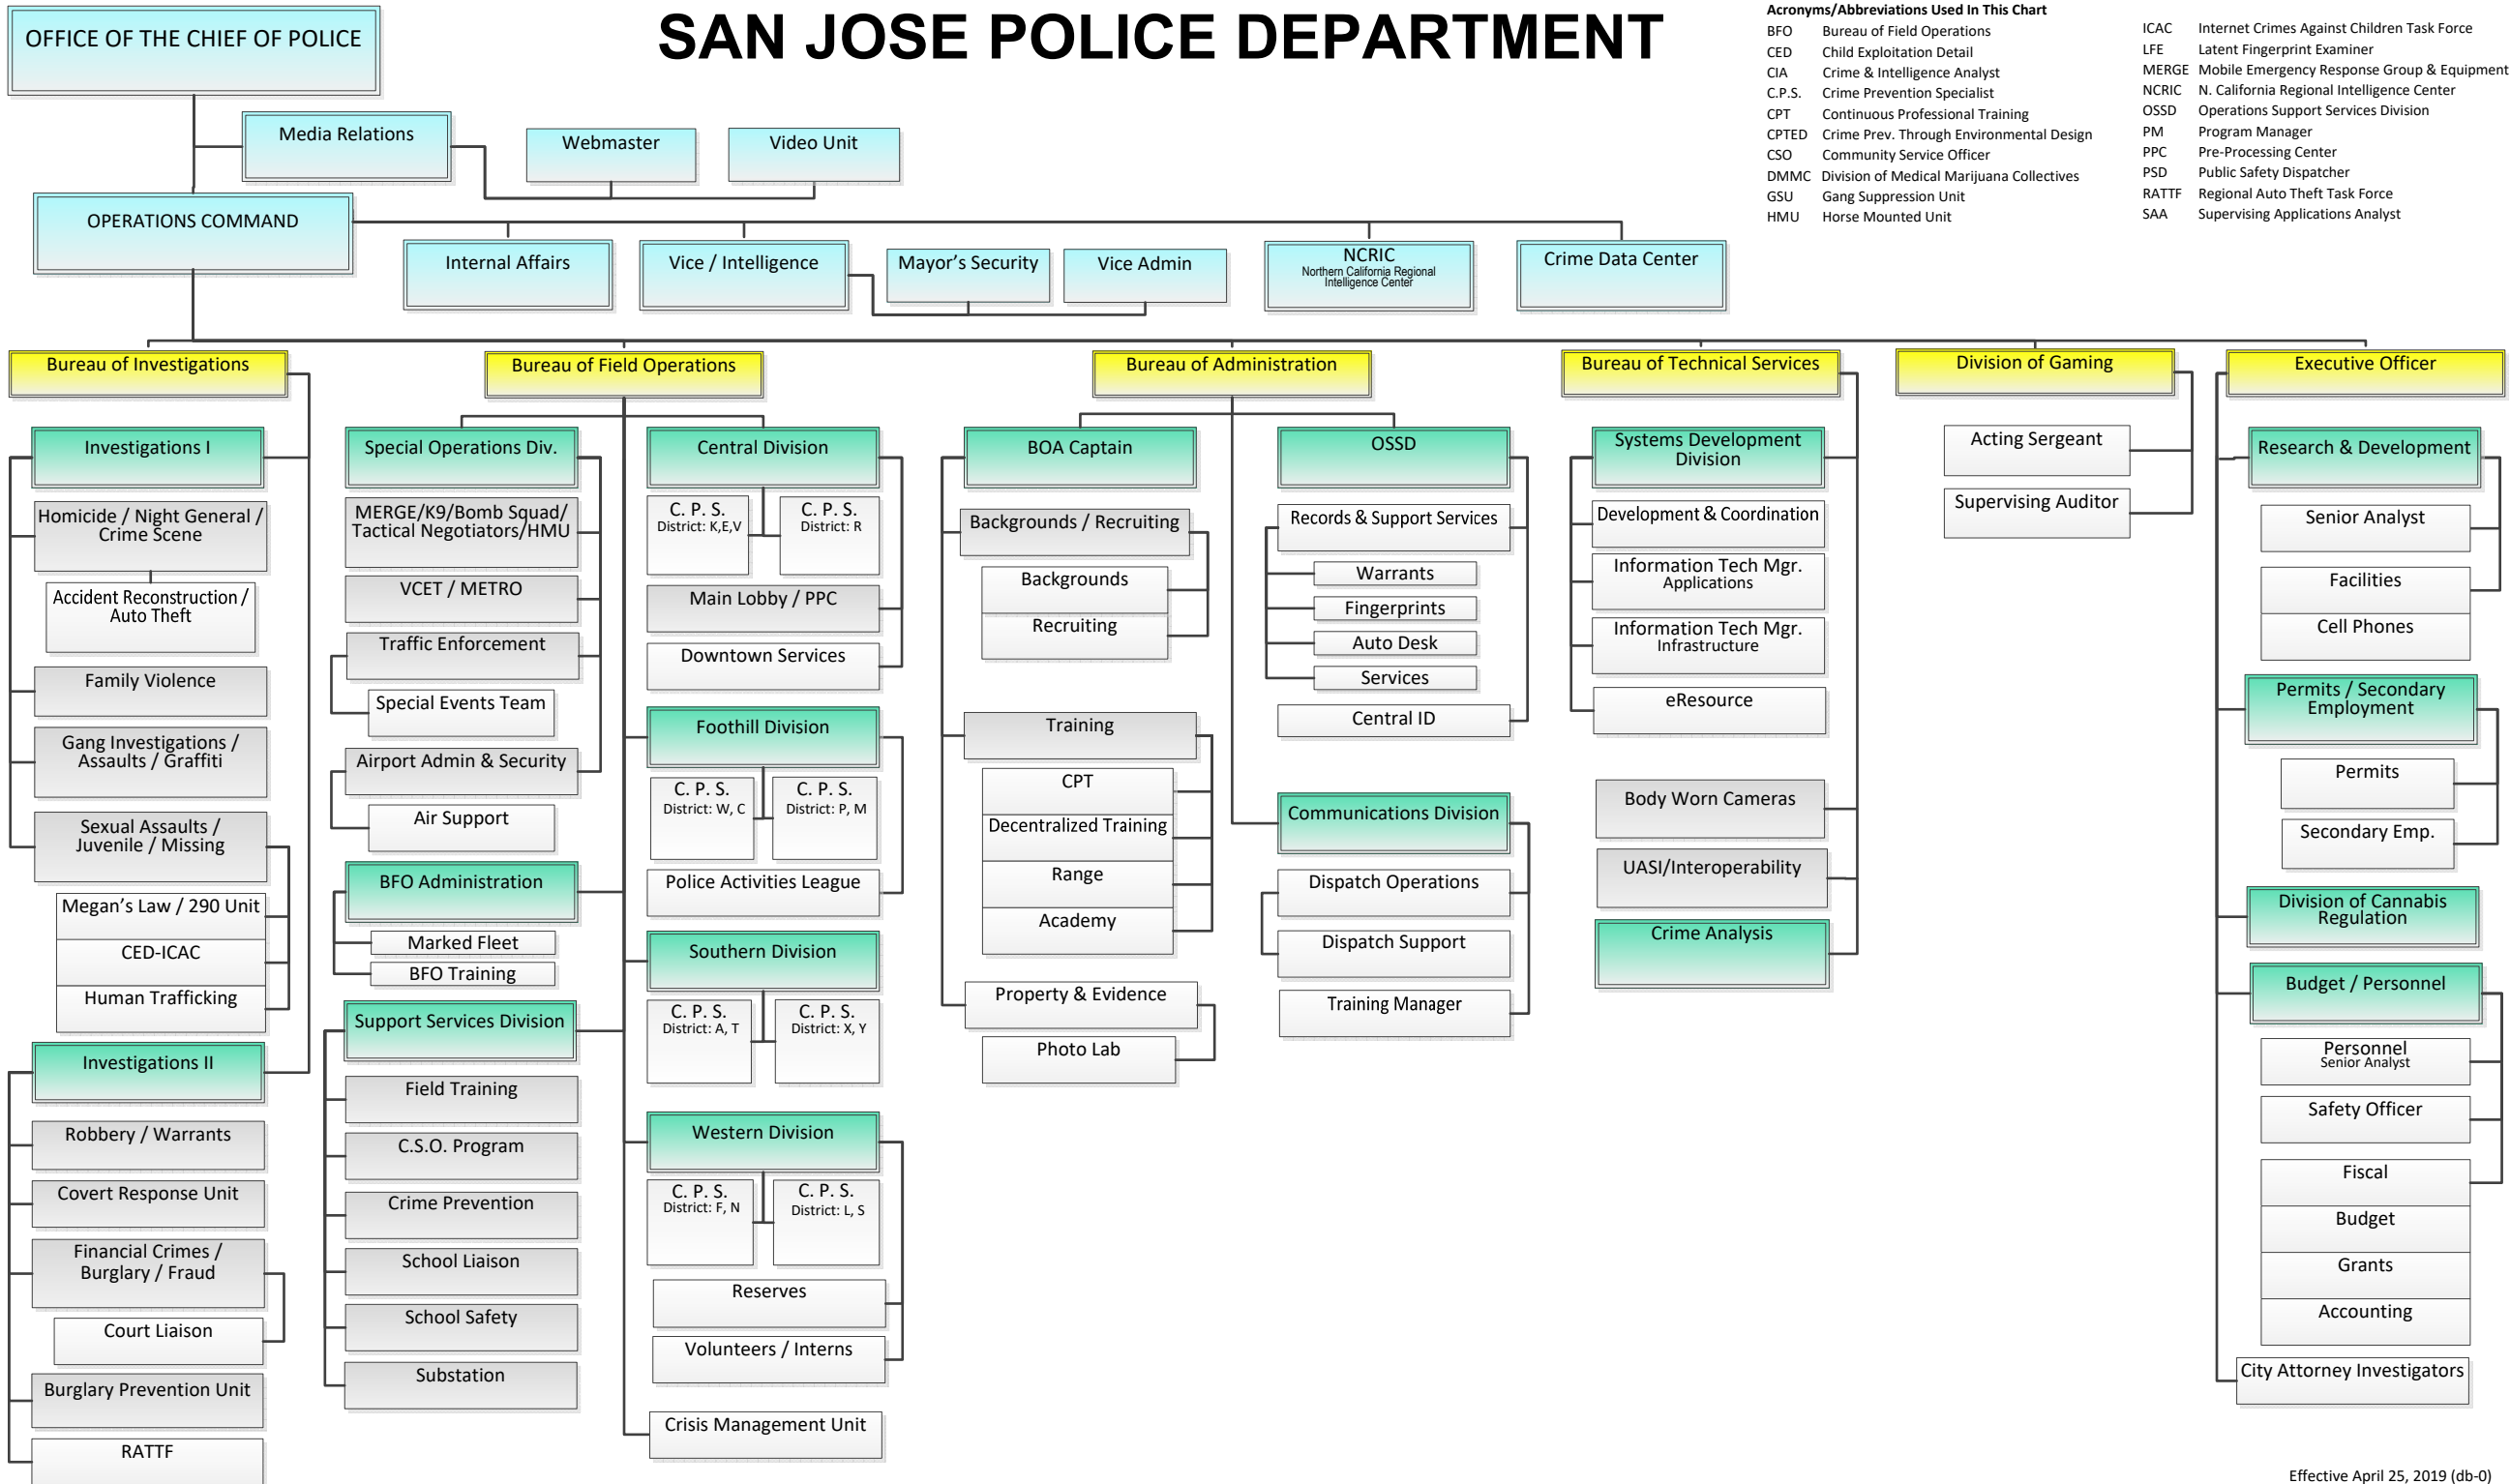 SAN JOSE POLICE DEPARTMENT
OFFICE OF THE CHIEF OF POLICE
Media Relations
Webmaster
Video Unit
OPERATIONS COMMAND
Internal Affairs
Vice / Intelligence
Mayor’s Security
Vice Admin
NCRIC
Northern California Regional
Intelligence Center
Crime Data Center
Acronyms/Abbreviations Used In This Chart
BFO Bureau of Field Operations
CED Child Exploitation Detail
CIA Crime & Intelligence Analyst
C.P.S. Crime Prevention Specialist
CPT Continuous Professional Training
CPTED Crime Prev. Through Environmental Design
CSO Community Service Officer
DMMC Division of Medical Marijuana Collectives
GSU Gang Suppression Unit
HMU Horse Mounted Unit
ICAC Internet Crimes Against Children Task Force
LFE Latent Fingerprint Examiner
MERGE Mobile Emergency Response Group & Equipment
NCRIC N. California Regional Intelligence Center
OSSD Operations Support Services Division
PM Program Manager
PPC Pre-Processing Center
PSD Public Safety Dispatcher
RATTF Regional Auto Theft Task Force
SAA Supervising Applications Analyst
Bureau of Investigations
Investigations I
Homicide / Night General /
Crime Scene
Accident Reconstruction /
Auto Theft
Family Violence
Gang Investigations /
Assaults / Graffiti
Sexual Assaults /
Juvenile / Missing
Megan’s Law / 290 Unit
CED-ICAC
Human Trafficking
Investigations II
Robbery / Warrants
Covert Response Unit
Financial Crimes /
Burglary / Fraud
Court Liaison
Burglary Prevention Unit
RATTF
Bureau of Field Operations
Special Operations Div.
MERGE/K9/Bomb Squad/
Tactical Negotiators/HMU
VCET / METRO
Traffic Enforcement
Special Events Team
Airport Admin & Security
Air Support
BFO Administration
Marked Fleet
BFO Training
Support Services Division
Field Training
C.S.O. Program
Crime Prevention
School Liaison
School Safety
Substation
Central Division
C. P. S.
District: K,E,V
C. P. S.
District: R
Main Lobby / PPC
Downtown Services
Foothill Division
C. P. S.
District: W, C
C. P. S.
District: P, M
Police Activities League
Southern Division
C. P. S.
District: A, T
C. P. S.
District: X, Y
Western Division
C. P. S.
District: F, N
C. P. S.
District: L, S
Reserves
Volunteers / Interns
Crisis Management Unit
Bureau of Administration
BOA Captain
Backgrounds / Recruiting
Backgrounds
Recruiting
Training
CPT
Decentralized Training
Range
Academy
Property & Evidence
Photo Lab
OSSD
Records & Support Services
Warrants
Fingerprints
Auto Desk
Services
Central ID
Communications Division
Dispatch Operations
Dispatch Support
Training Manager
Bureau of Technical Services
Systems Development
Division
Development & Coordination
Information Tech Mgr.
Applications
Information Tech Mgr.
Infrastructure
eResource
Body Worn Cameras
UASI/Interoperability
Crime Analysis
Division of Gaming
Acting Sergeant
Supervising Auditor
Executive Officer
Research & Development
Senior Analyst
Facilities
Cell Phones
Permits / Secondary
Employment
Permits
Secondary Emp.
Division of Cannabis
Regulation
Budget / Personnel
Personnel
Senior Analyst
Safety Officer
Fiscal
Budget
Grants
Accounting
City Attorney Investigators
Effective April 25, 2019 (db-0)